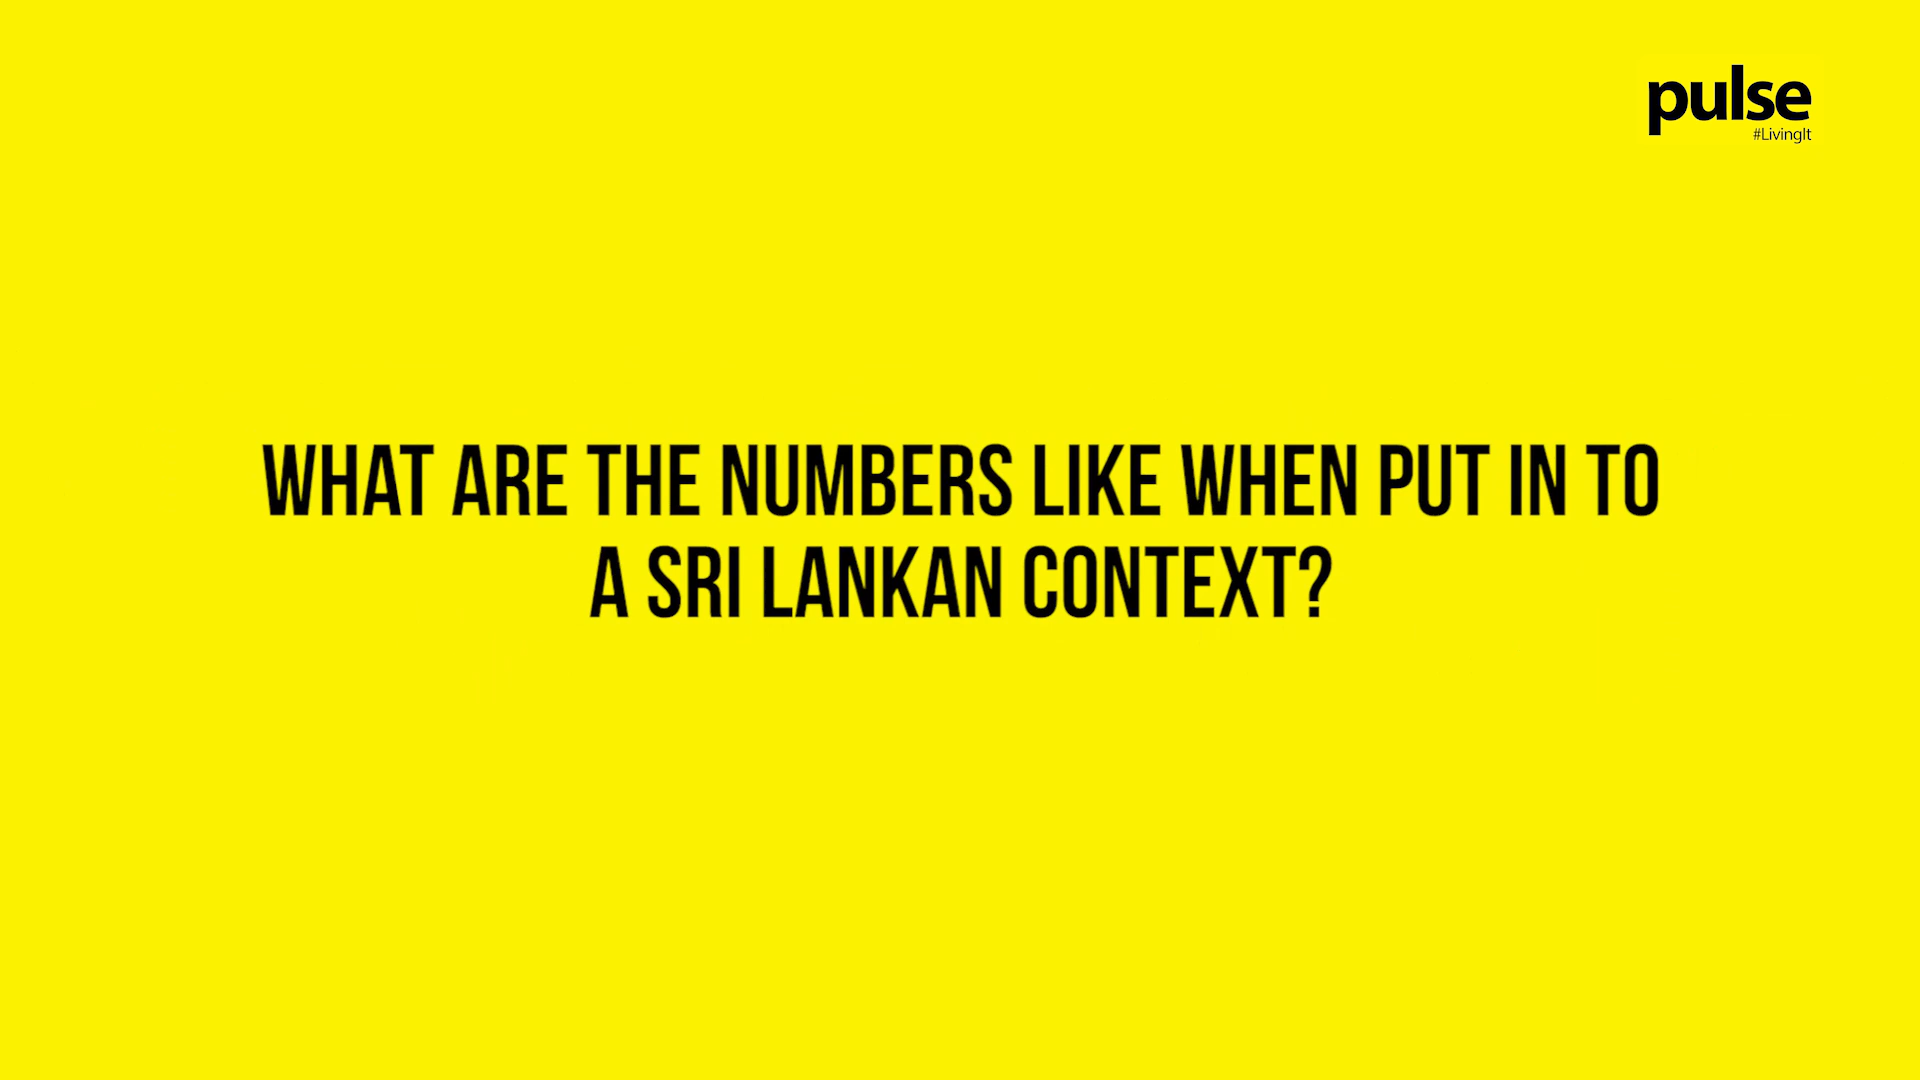 pulse
#LivingIt
WHAT ARE THE NUMBERS LIKE WHEN PUT IN TO
A SRI LANKAN CONTEXT?